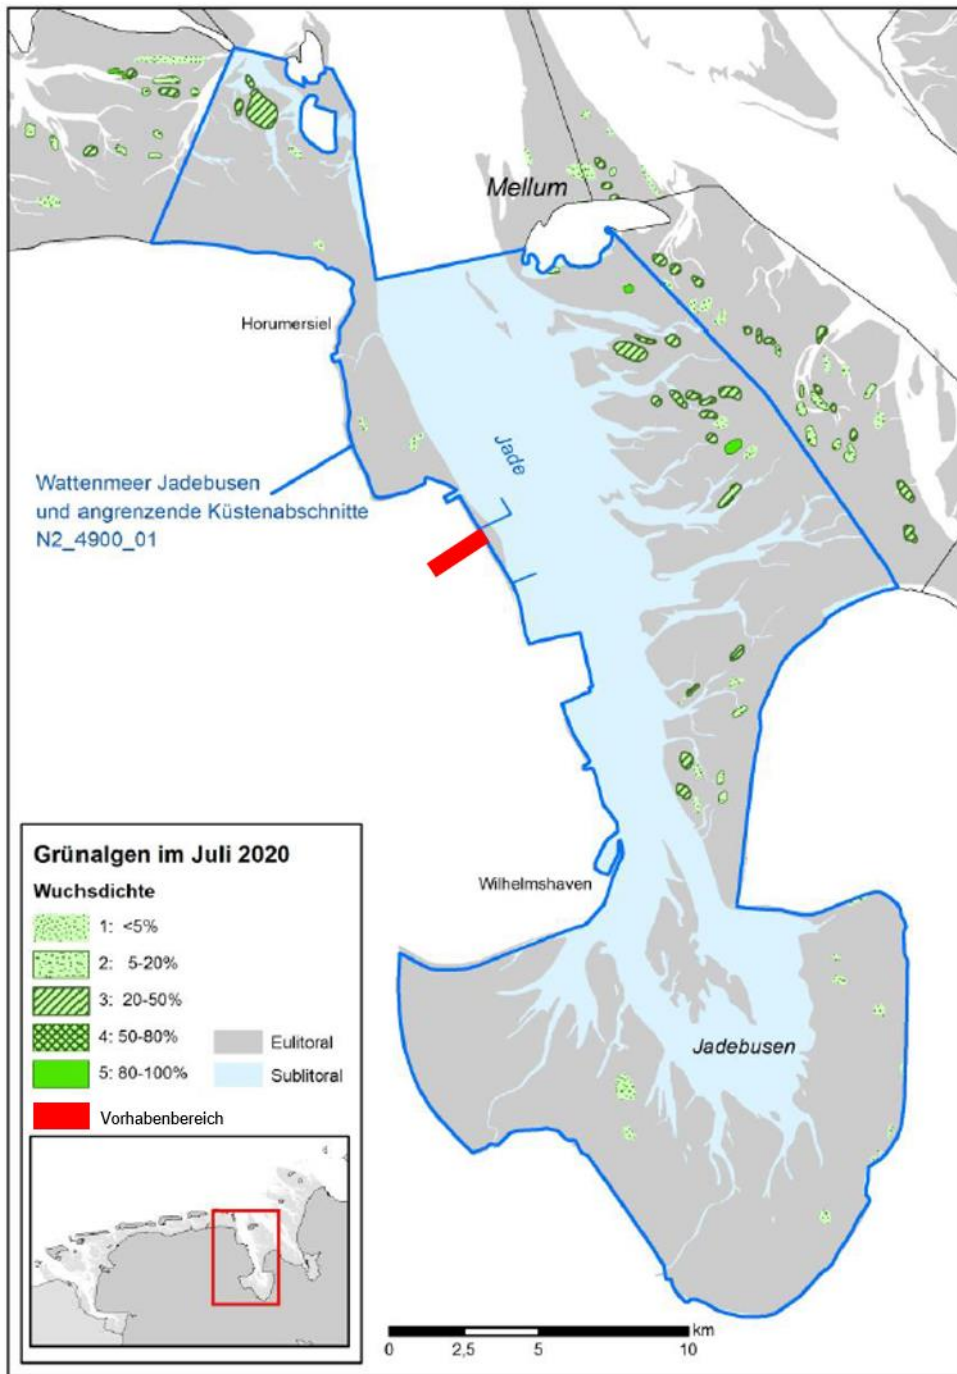 Mellum
Horumersiel
Jade
Wattenmeer Jadebusen
und angrenzende Küstenabschnitte
N2_4900_01
Wilhelmshaven
Jadebusen
Grünalgen im Juli 2020
Wuchsdichte
1: <5%
2: 5-20%
3: 20-50%
4: 50-80%
5: 80-100%
Eulitoral
Sublitoral
Vorhabenbereich
km
0 2,5 5 10